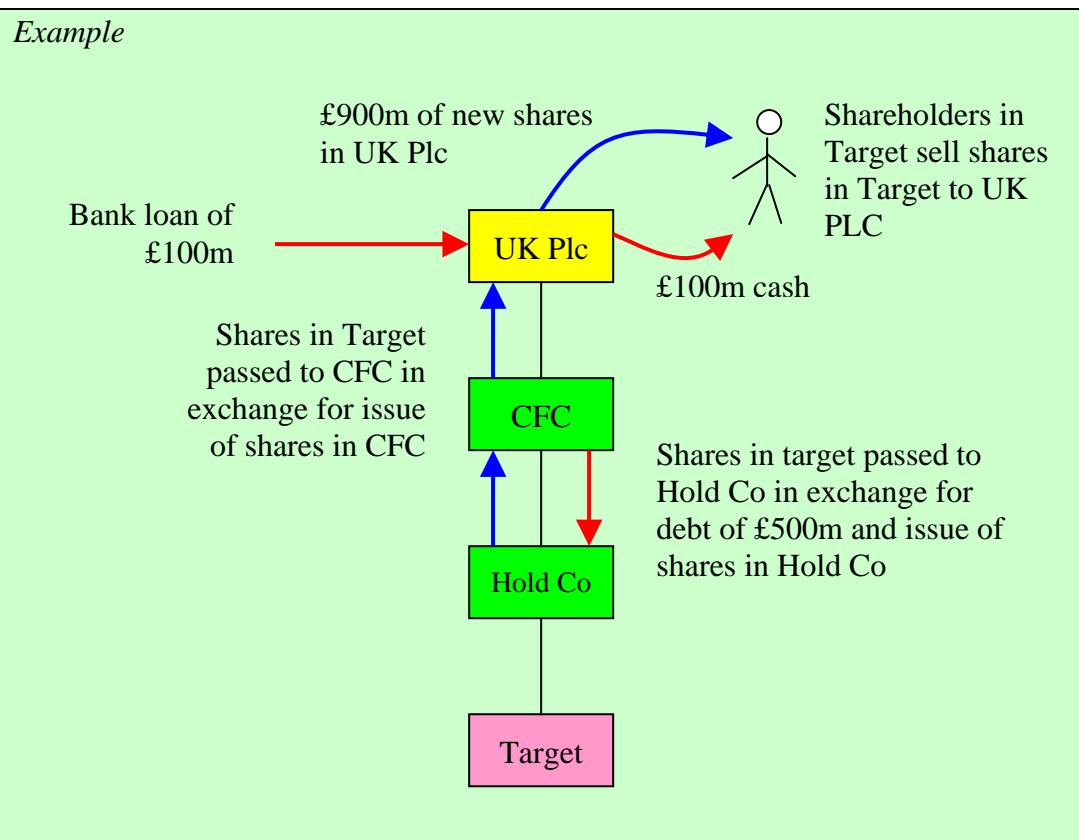 Example
£900m of new shares
in UK Plc
Shareholders in
Target sell shares
in Target to UK
PLC
Bank loan of
£100m
UK Plc
£100m cash
Shares in Target
passed to CFC in
exchange for issue
of shares in CFC
CFC
Shares in target passed to
Hold Co in exchange for
debt of £500m and issue of
shares in Hold Co
Hold Co
Target